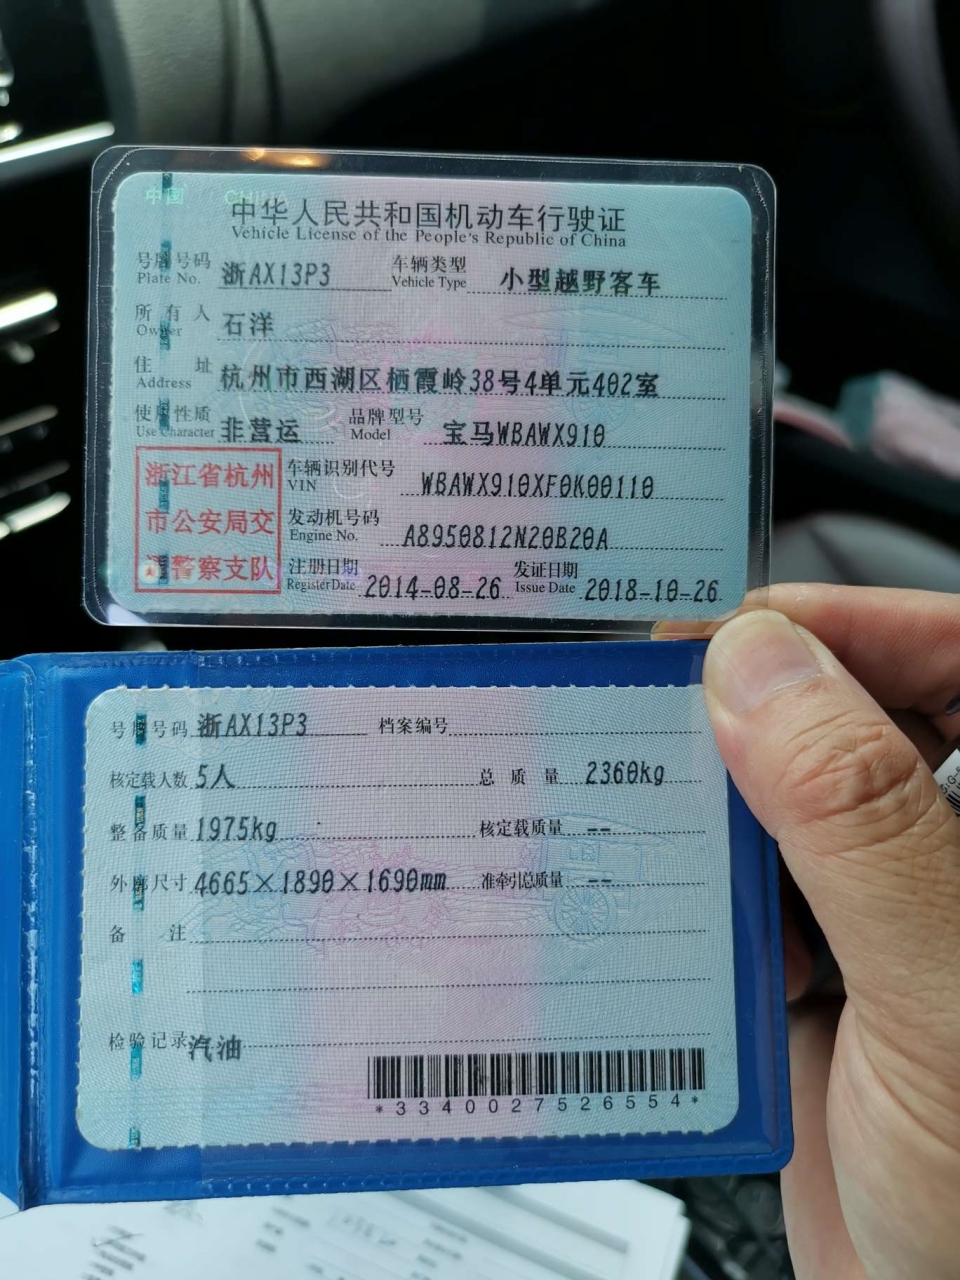 中国 CHINA
中华人民共和国机动车行驶证
Vehicle License of the People's Republic of China
号牌号码 浙AX13P3 车辆类型 小型越野客车
Plate No. Vehicle Type
所有人 石洋
Owner
住址 杭州市西湖区栖霞岭38号4单元402室
Address
使用性质 非营运 品牌型号 宝马WBAWX910
Use Character Model
浙江省杭州
市公安局交
通警察支队
车辆识别代号 WBAWX910XF0K00110
VIN
发动机号码 A8950812N20B20A
Engine No.
注册日期 2014-08-26 发证日期 2018-10-26
Register Date Issue Date
号牌号码 浙AX13P3 档案编号
核定载人数 5人 总质量 2360kg
整备质量 1975kg 核定载质量 --
外廓尺寸 4665×1890×1690mm 准牵引总质量 --
备注
检验记录 汽油
*3340027526554*